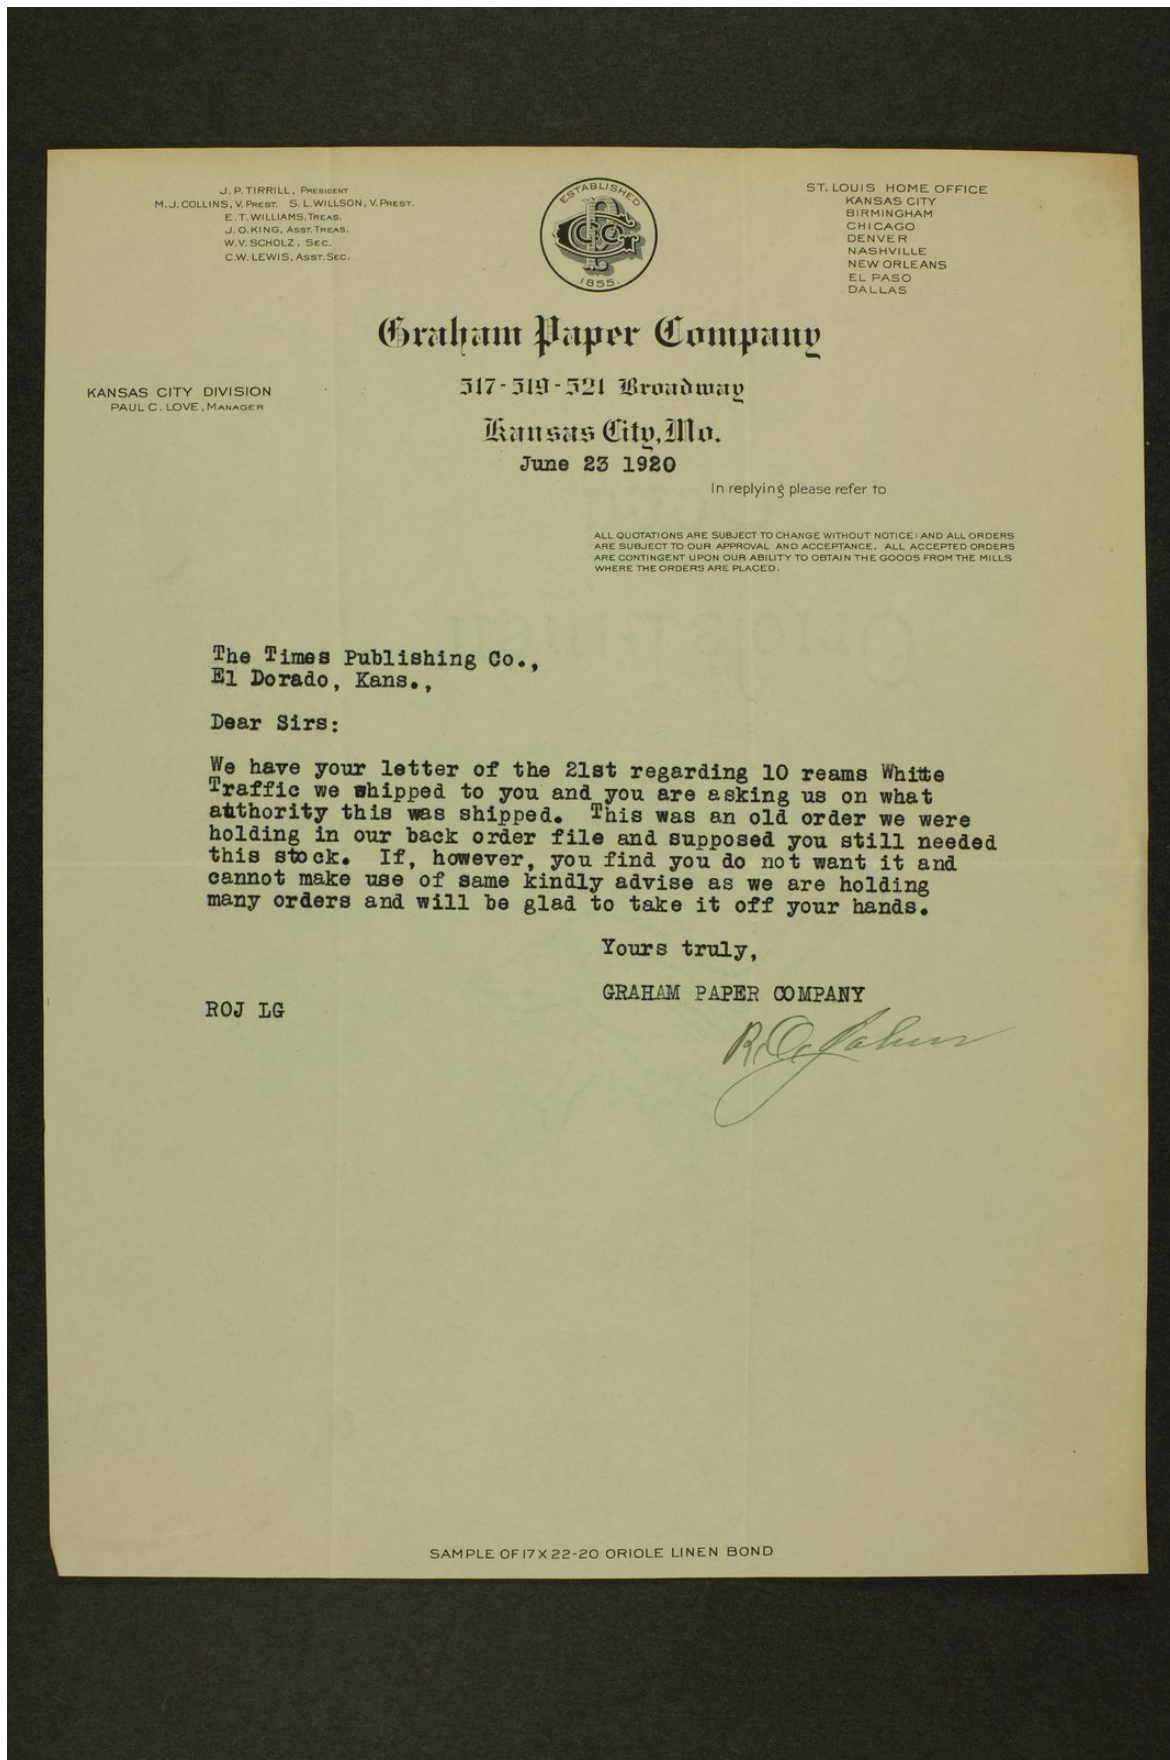 J. P. TIRRILL, PRESIDENT
M. J. COLLINS, V. PREST. S. L. WILLSON, V. PREST.
E. T. WILLIAMS, TREAS.
J. O. KING, ASST. TREAS.
W. V. SCHOLZ, SEC.
C. W. LEWIS, ASST. SEC.
ESTABLISHED
1855.
ST. LOUIS HOME OFFICE
KANSAS CITY
BIRMINGHAM
CHICAGO
DENVER
NASHVILLE
NEW ORLEANS
EL PASO
DALLAS
Graham Paper Company
517-519-521 Broadway
KANSAS CITY DIVISION
PAUL C. LOVE, MANAGER
Kansas City, Mo.
June 23 1920
In replying please refer to
ALL QUOTATIONS ARE SUBJECT TO CHANGE WITHOUT NOTICE: AND ALL ORDERS
ARE SUBJECT TO OUR APPROVAL AND ACCEPTANCE. ALL ACCEPTED ORDERS
ARE CONTINGENT UPON OUR ABILITY TO OBTAIN THE GOODS FROM THE MILLS
WHERE THE ORDERS ARE PLACED.
The Times Publishing Co.,
El Dorado, Kans.,
Dear Sirs:
We have your letter of the 21st regarding 10 reams White
Traffic we shipped to you and you are asking us on what
authority this was shipped. This was an old order we were
holding in our back order file and supposed you still needed
this stock. If, however, you find you do not want it and
cannot make use of same kindly advise as we are holding
many orders and will be glad to take it off your hands.
Yours truly,
GRAHAM PAPER COMPANY
ROJ LG
R. O.
SAMPLE OF 17 X 22-20 ORIOLE LINEN BOND